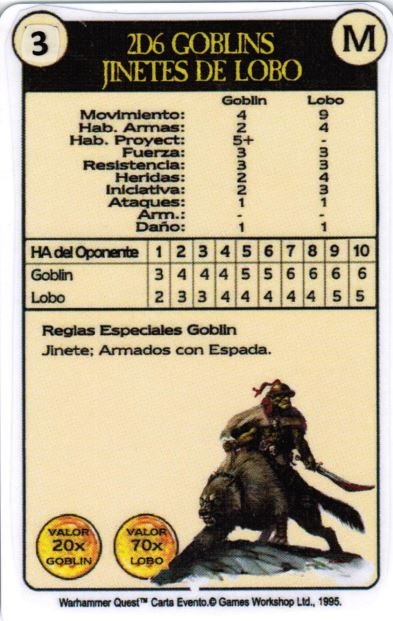 3
M
2D6 GOBLINS
JINETES DE LOBO
Goblin Lobo
Movimiento: 4 9
Hab. Armas: 2 4
Hab. Proyect: 5+ -
Fuerza: 3 3
Resistencia: 3 3
Heridas: 2 4
Iniciativa: 2 3
Ataques: 1 1
Arm.: - -
Daño: 1 1
HA del Oponente 1 2 3 4 5 6 7 8 9 10
Goblin 3 4 4 4 5 5 6 6 6 6
Lobo 2 3 3 4 4 4 4 4 5 5
Reglas Especiales Goblin
Jinete; Armados con Espada.
VALOR
20x
GOBLIN
VALOR
70x
LOBO
Warhammer Quest™ Carta Evento.© Games Workshop Ltd., 1995.